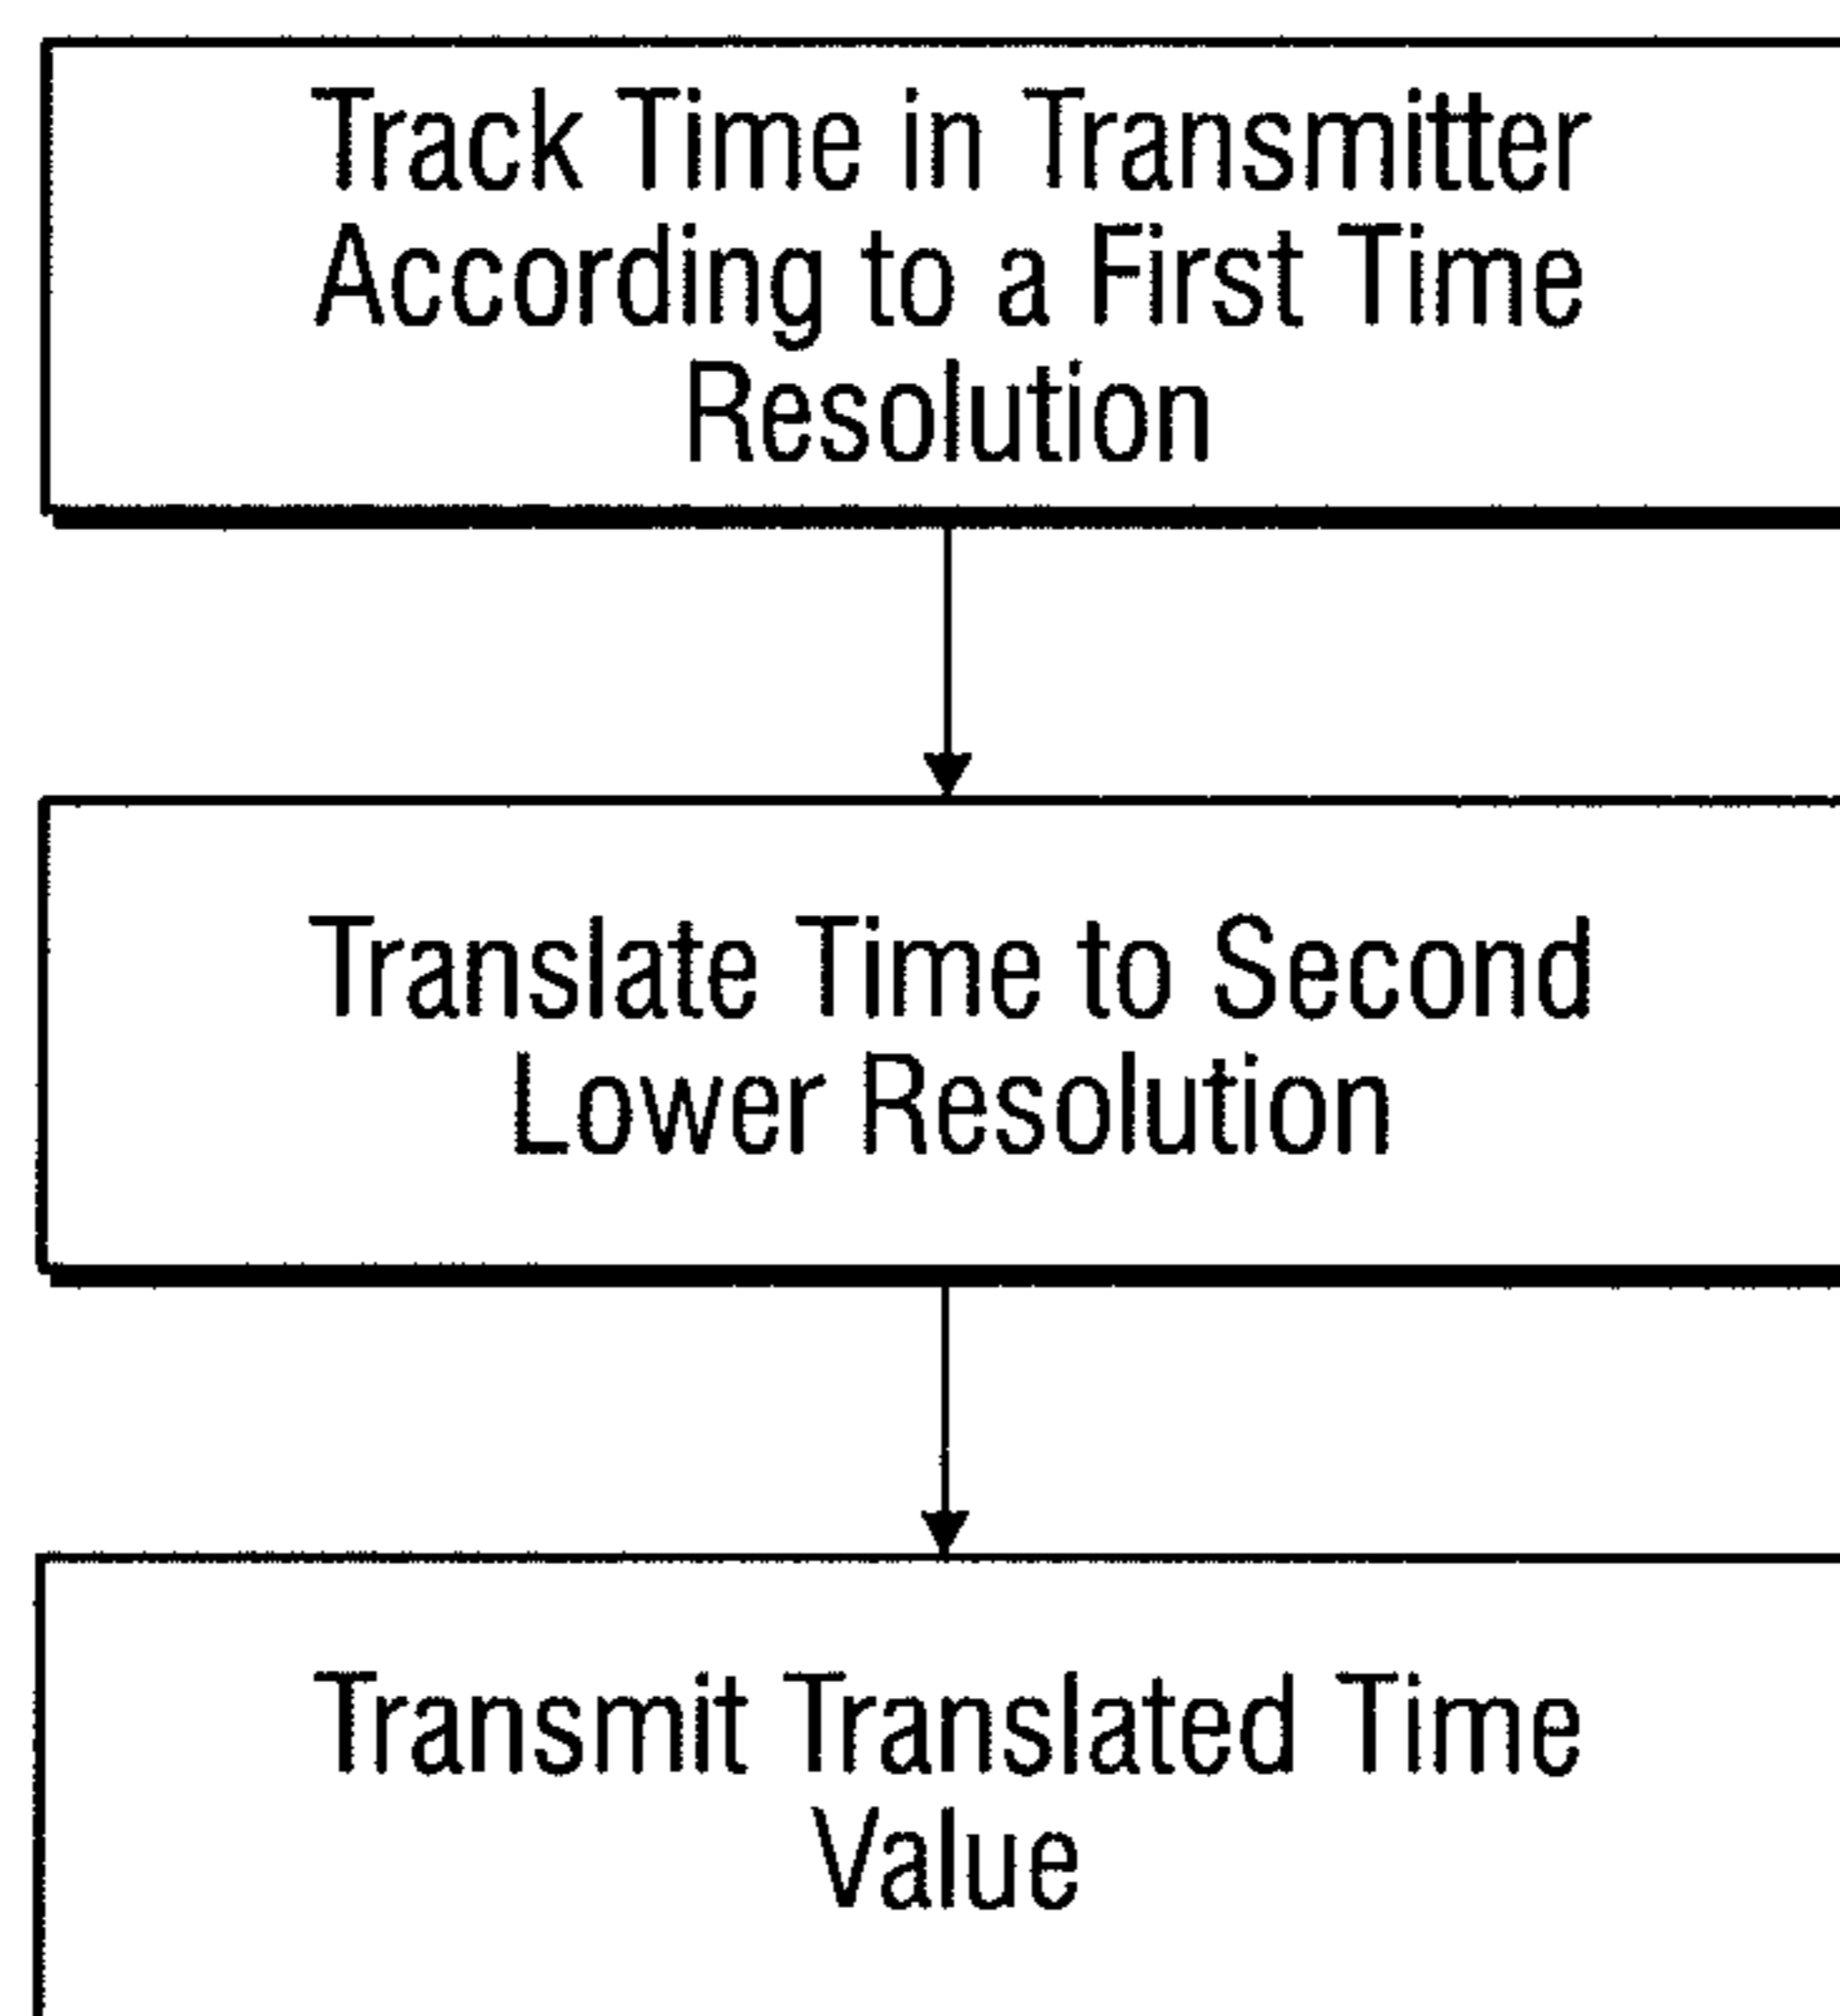 Track Time in Transmitter
According to a First Time
Resolution
Translate Time to Second
Lower Resolution
Transmit Translated Time
Value